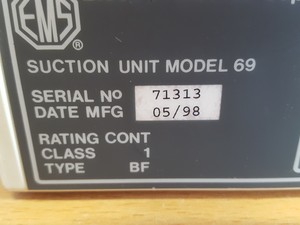 EMS
®
SUCTION UNIT MODEL 69
SERIAL No 71313
DATE MFG 05/98
RATING CONT
CLASS 1
TYPE BF